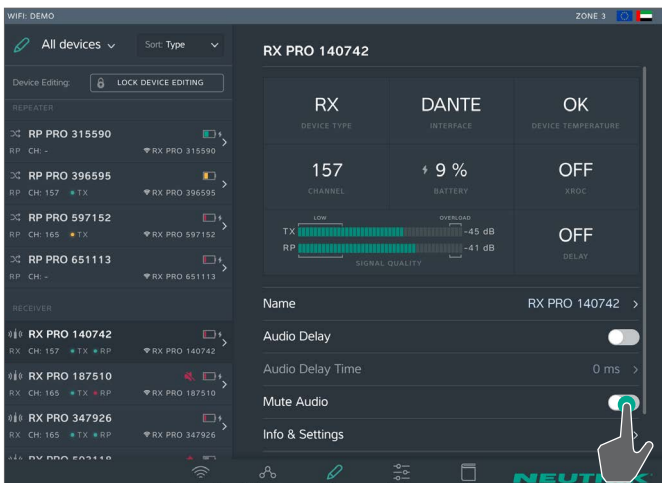 WIFI: DEMO
ZONE 3
All devices
Sort: Type
Device Editing:
LOCK DEVICE EDITING
REPEATER
RP PRO 315590
RP CH: - RX PRO 315590
RP PRO 396595
RP CH: 157 TX RX PRO 396595
RP PRO 597152
RP CH: 165 TX RX PRO 597152
RP PRO 651113
RP CH: - RX PRO 651113
RECEIVER
RX PRO 140742
RX CH: 157 TX RP RX PRO 140742
RX PRO 187510
RX CH: 165 TX RP RX PRO 187510
RX PRO 347926
RX CH: 165 TX RP RX PRO 347926
RX PRO 140742
RX DANTE OK
DEVICE TYPE INTERFACE DEVICE TEMPERATURE
157 9 % OFF
CHANNEL BATTERY XROC
LOW OVERLOAD
TX -45 dB
RP -41 dB
SIGNAL QUALITY
OFF
DELAY
Name RX PRO 140742
Audio Delay
Audio Delay Time 0 ms
Mute Audio
Info & Settings